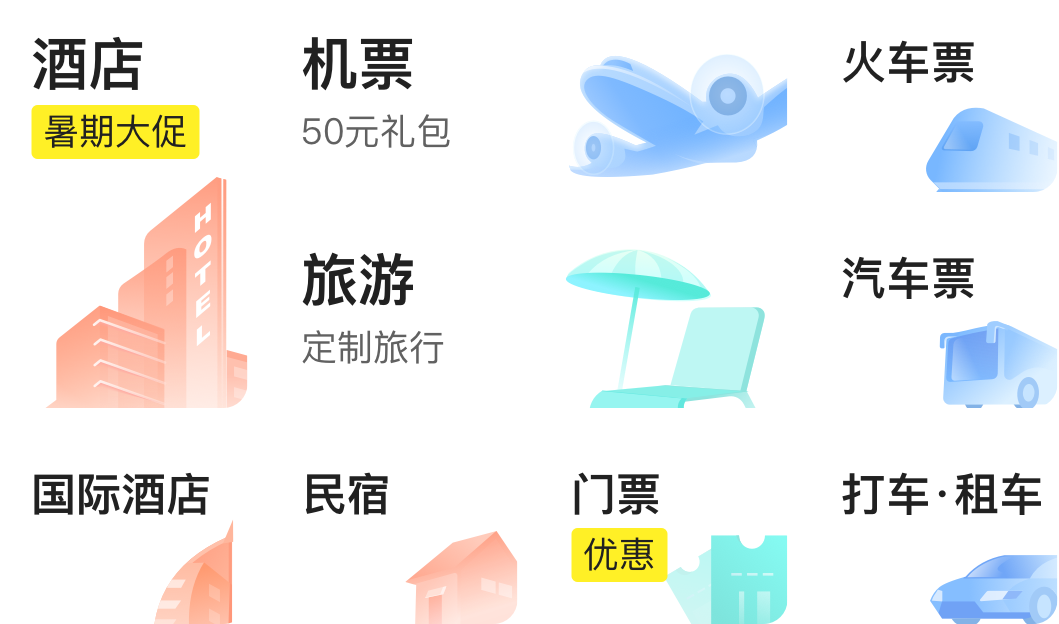 酒店
暑期大促
HOTEL
机票
50元礼包
火车票
旅游
定制旅行
汽车票
国际酒店
民宿
门票
优惠
打车·租车